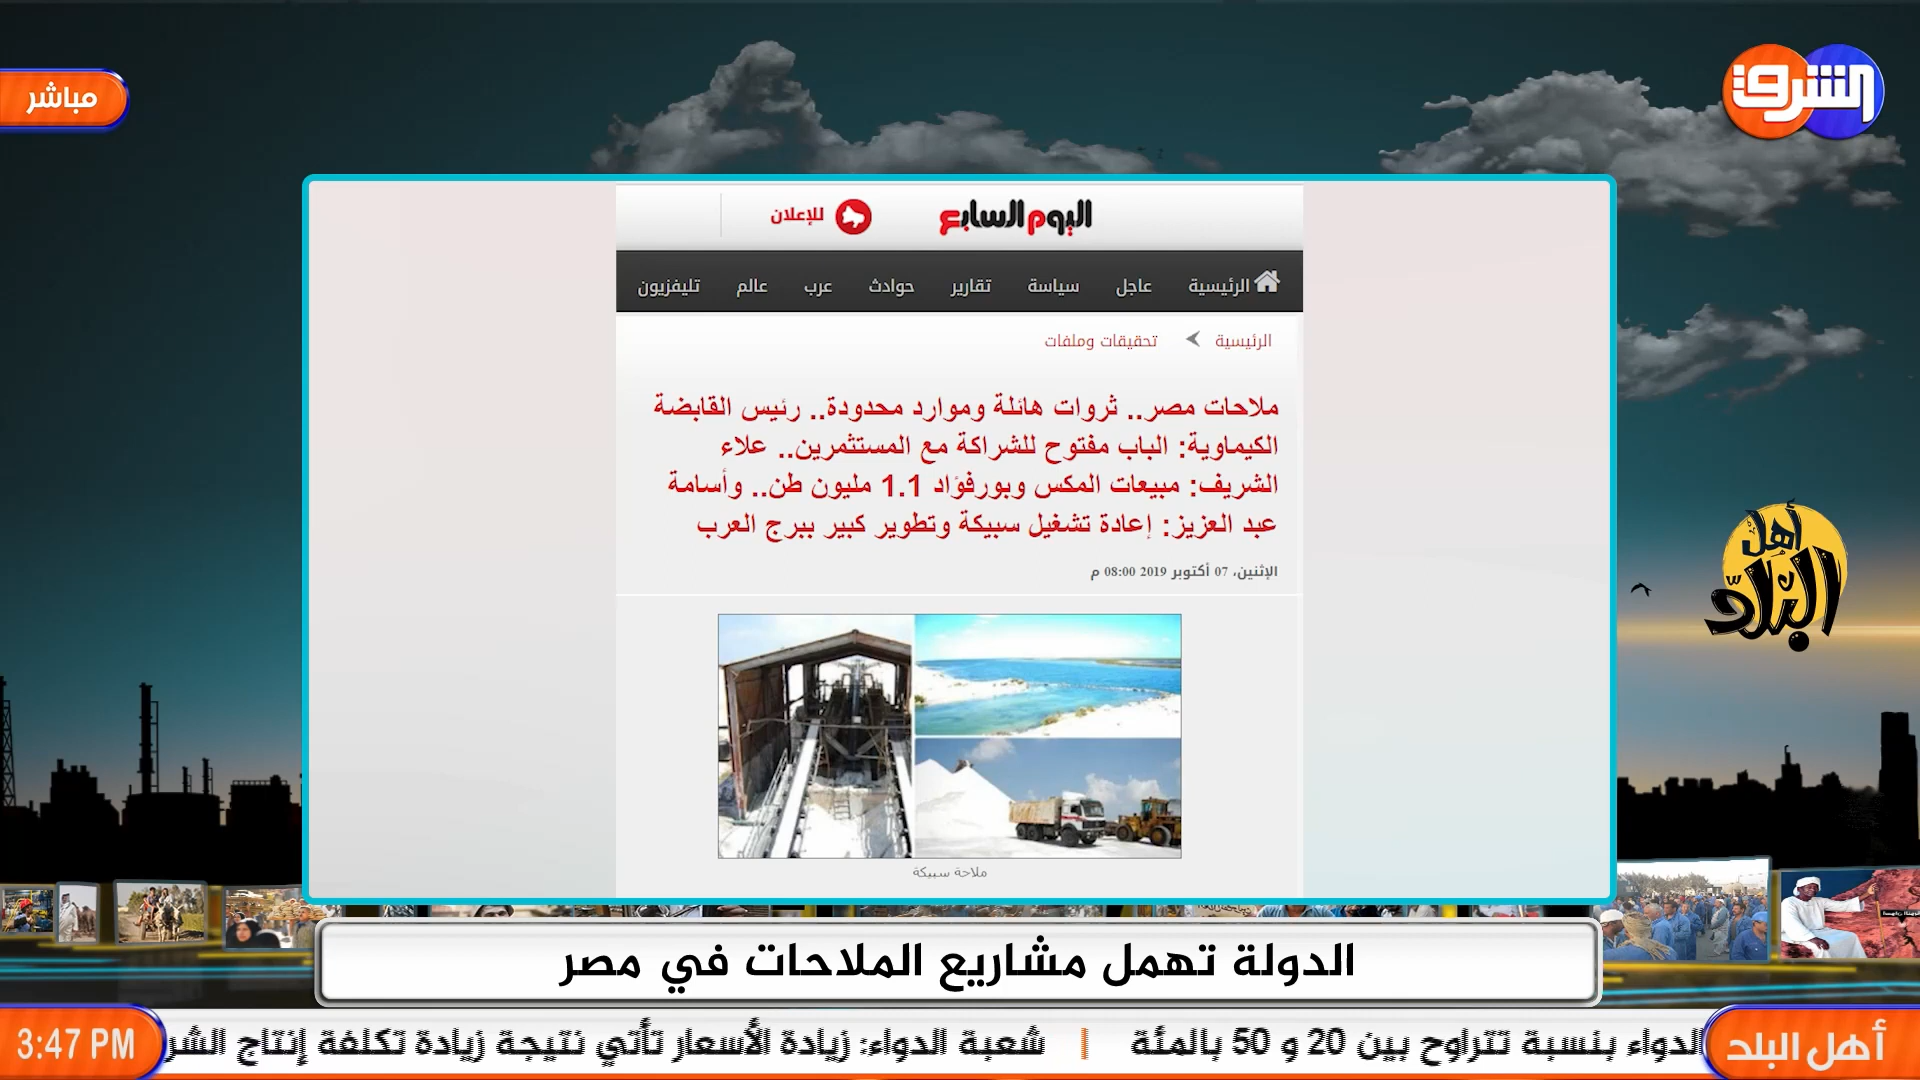 مباشر
الشرق
اليوم السابع
للإعلان
الرئيسية عاجل سياسة تقارير حوادث عرب عالم تليفزيون
الرئيسية تحقيقات وملفات
ملاحات مصر.. ثروات هائلة وموارد محدودة.. رئيس القابضة
الكيماوية: الباب مفتوح للشراكة مع المستثمرين.. علاء
الشريف: مبيعات المكس وبورفؤاد 1.1 مليون طن.. وأسامة
عبد العزيز: إعادة تشغيل سبيكة وتطوير كبير ببرج العرب
الإثنين، 07 أكتوبر 2019 08:00 م
ملاحة سبيكة
أهل
البلد
الدولة تهمل مشاريع الملاحات في مصر
أهل البلد
الدواء بنسبة تتراوح بين 20 و 50 بالمئة | شعبة الدواء: زيادة الأسعار تأتي نتيجة زيادة تكلفة إنتاج الشر
3:47 PM